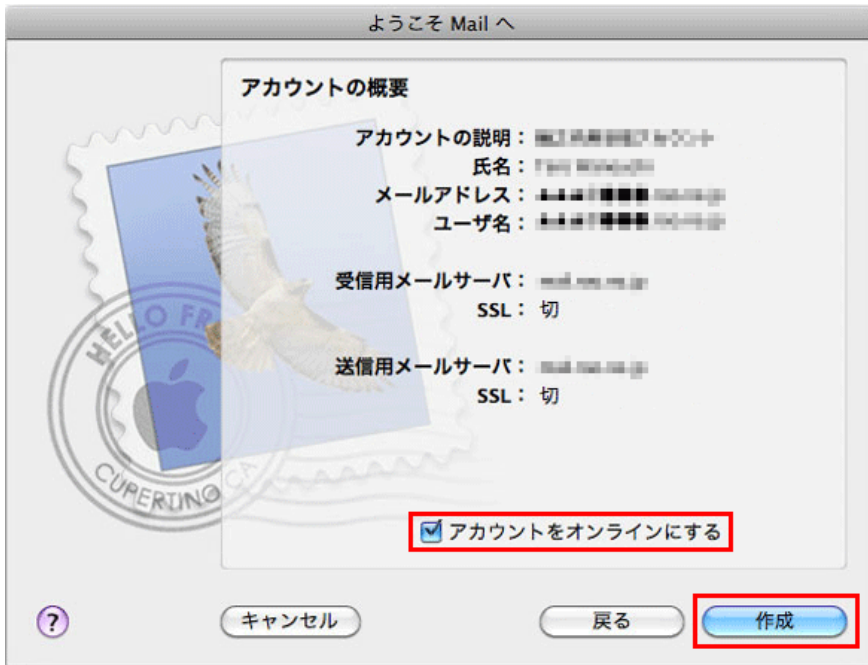 ようこそ Mail へ
アカウントの概要
アカウントの説明：
氏名：
メールアドレス：
ユーザ名：
受信用メールサーバ：
SSL： 切
送信用メールサーバ：
SSL： 切
HELLO FR
CUPERTINO CA
アカウントをオンラインにする
?
キャンセル
戻る
作成